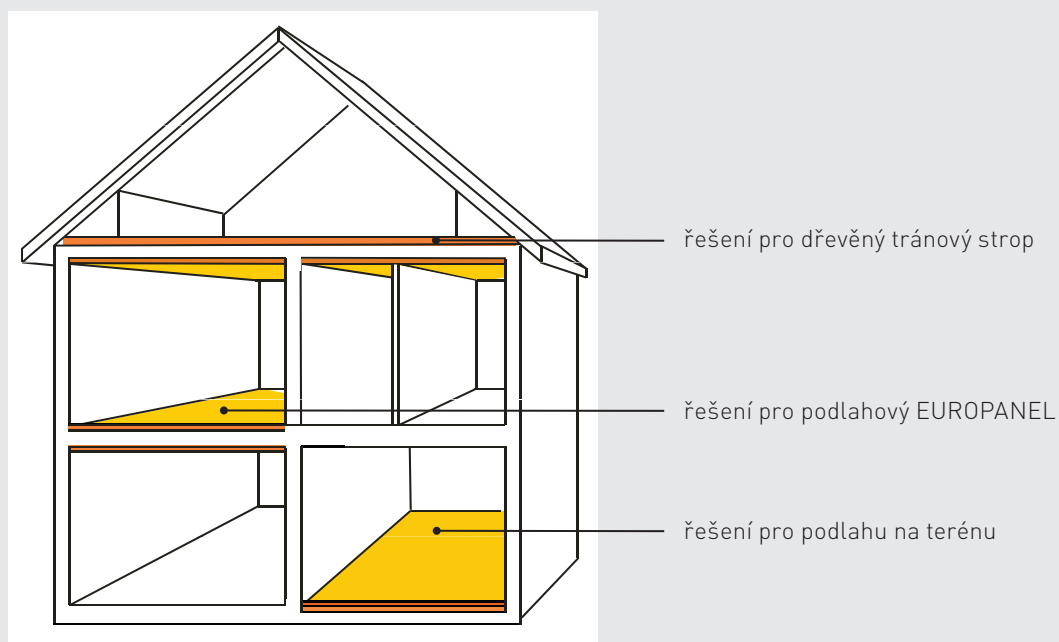 řešení pro dřevěný tránový strop
řešení pro podlahový EUROPANEL
řešení pro podlahu na terénu